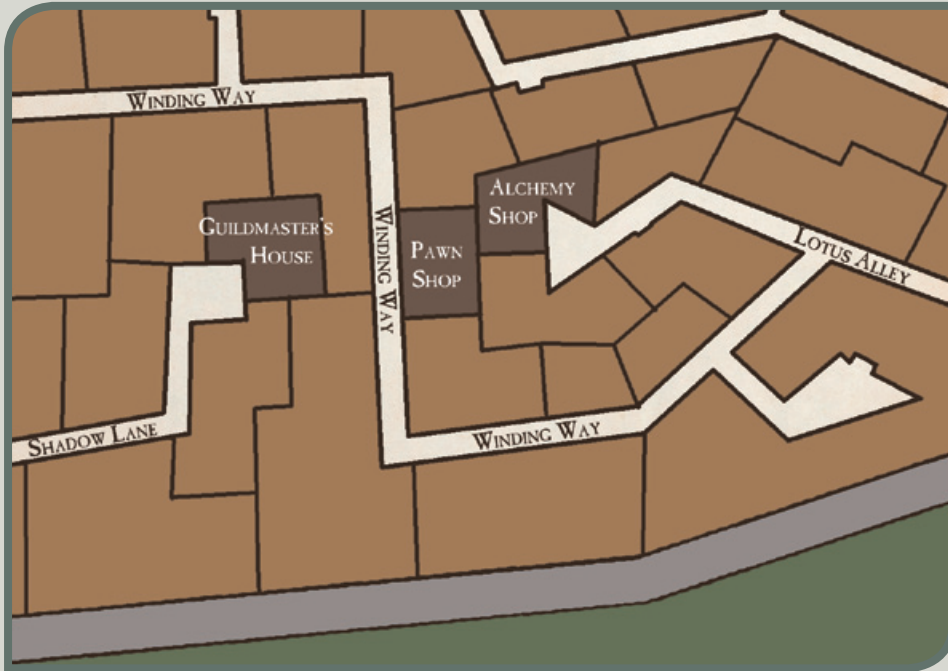 Winding Way
Alchemy
Shop
Guildmaster's
House
Winding Way
Pawn
Shop
Lotus Alley
Shadow Lane
Winding Way